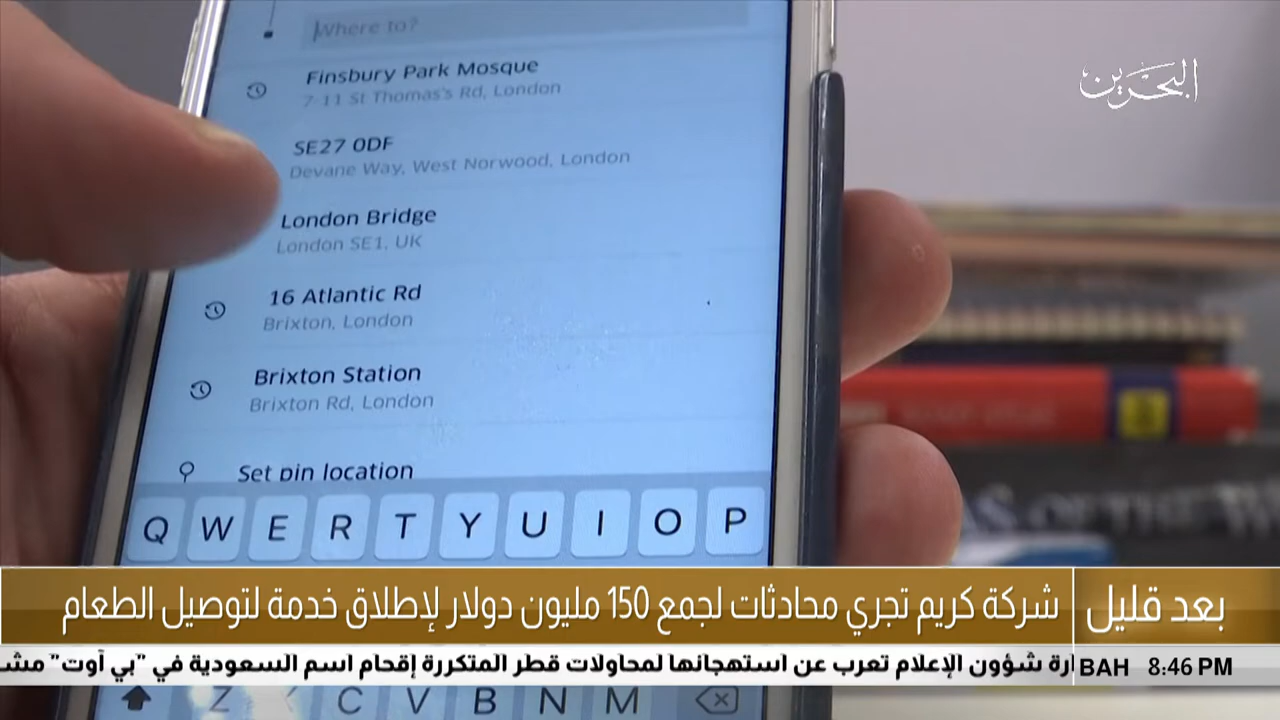 Where to?
Finsbury Park Mosque
7-11 St Thomas's Rd, London
SE27 0DF
Devane Way, West Norwood, London
London Bridge
London SE1, UK
16 Atlantic Rd
Brixton, London
Brixton Station
Brixton Rd, London
Set pin location
Q W E R T Y U I O P
البحرين
بعد قليل
شركة كريم تجري محادثات لجمع 150 مليون دولار لإطلاق خدمة لتوصيل الطعام
BAH 8:46 PM
شؤون الإعلام تعرب عن استهجانها لمحاولات قطر المتكررة إقحام اسم السعودية في "بي آوت"
Z C V B N M